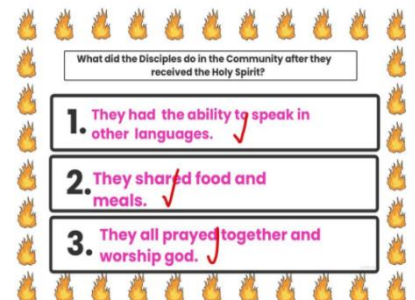 What did the Disciples do in the Community after they
received the Holy Spirit?
1. They had the ability to speak in
other languages.
2. They shared food and
meals.
3. They all prayed together and
worship god.